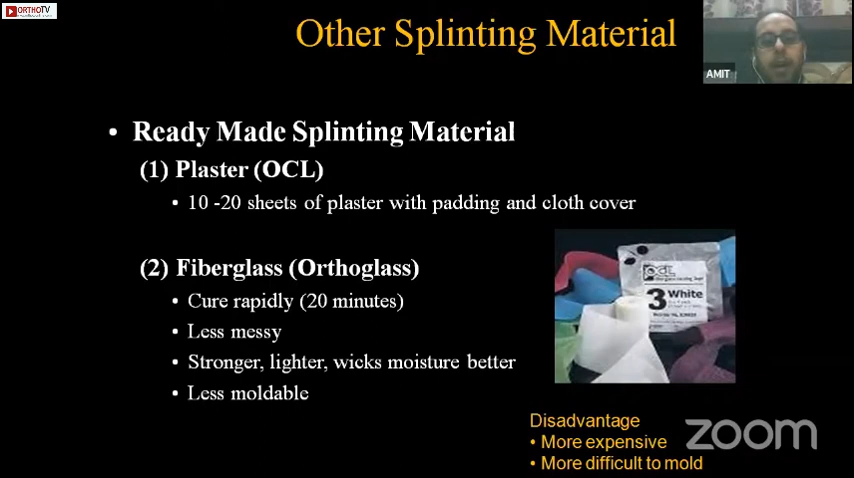 ORTHOTV
Other Splinting Material
AMIT
• Ready Made Splinting Material
(1) Plaster (OCL)
• 10 -20 sheets of plaster with padding and cloth cover
(2) Fiberglass (Orthoglass)
• Cure rapidly (20 minutes)
• Less messy
• Stronger, lighter, wicks moisture better
• Less moldable
OCL
3 White
Disadvantage
• More expensive
• More difficult to mold
zoom